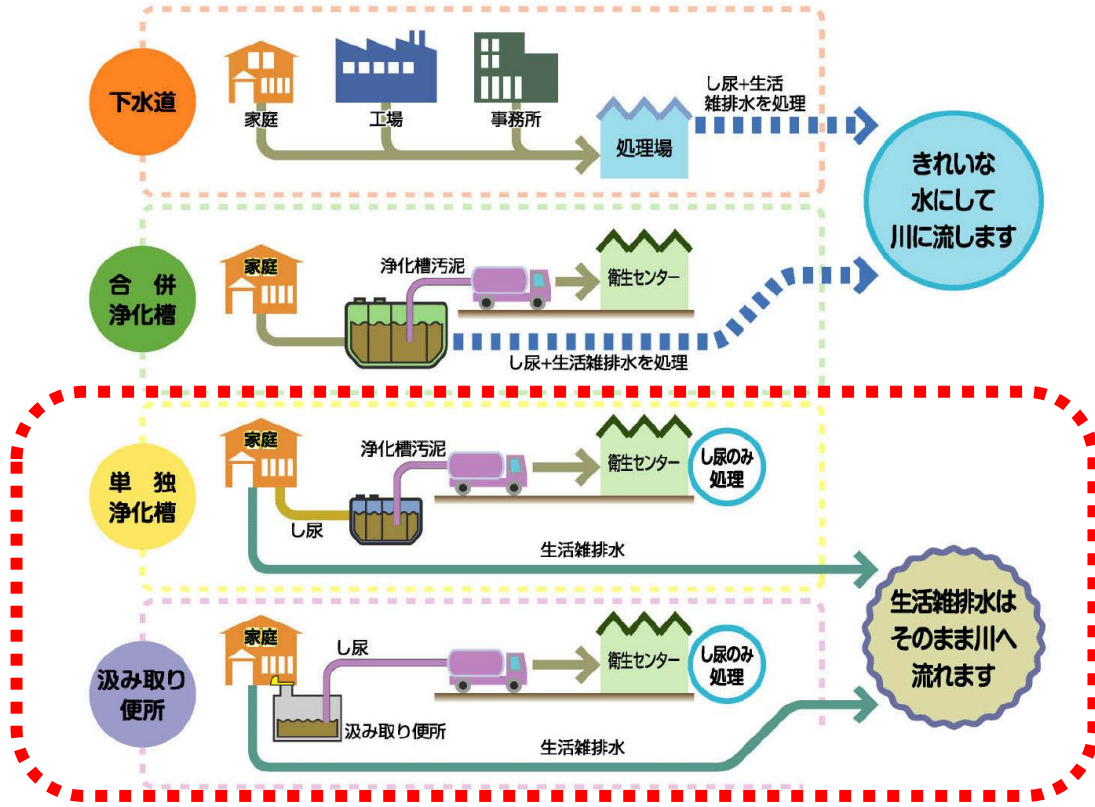 下水道
家庭
工場
事務所
処理場
し尿+生活
雑排水を処理
きれいな
水にして
川に流します
合併
浄化槽
家庭
浄化槽汚泥
衛生センター
し尿+生活雑排水を処理
単独
浄化槽
家庭
し尿
浄化槽汚泥
衛生センター
し尿のみ
処理
生活雑排水
汲み取り
便所
家庭
し尿
汲み取り便所
衛生センター
し尿のみ
処理
生活雑排水
生活雑排水は
そのまま川へ
流れます